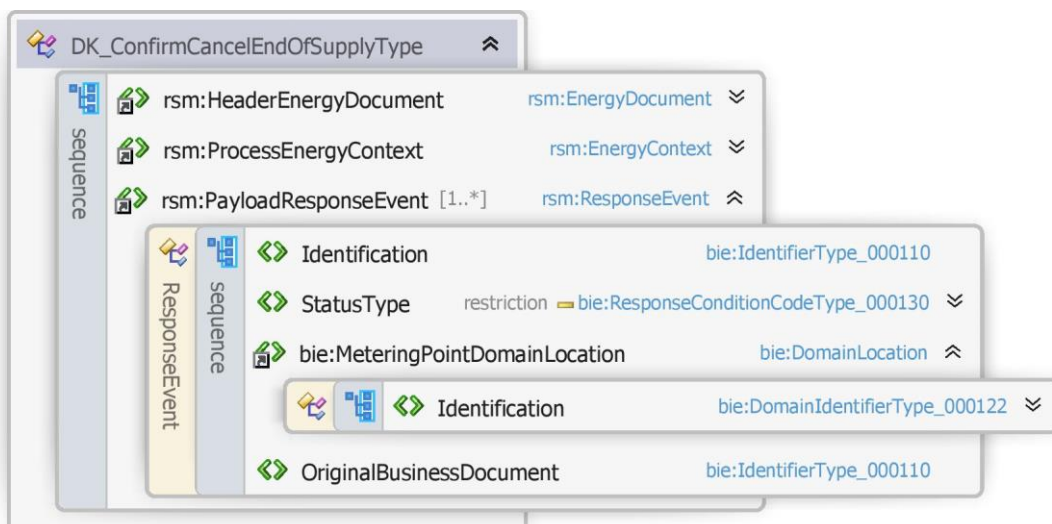 DK_ConfirmCancelEndOfSupplyType
sequence
rsm:HeaderEnergyDocument rsm:EnergyDocument
rsm:ProcessEnergyContext rsm:EnergyContext
rsm:PayloadResponseEvent [1..*] rsm:ResponseEvent
ResponseEvent
sequence
Identification bie:IdentifierType_000110
StatusType restriction bie:ResponseConditionCodeType_000130
bie:MeteringPointDomainLocation bie:DomainLocation
Identification bie:DomainIdentifierType_000122
OriginalBusinessDocument bie:IdentifierType_000110